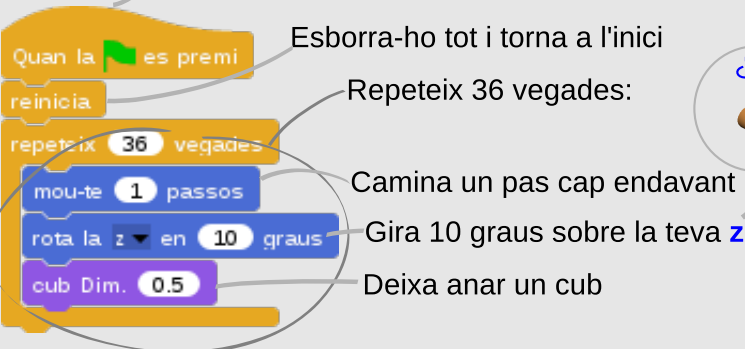 Quan la es premi
Esborra-ho tot i torna a l'inici
reinicia
Repeteix 36 vegades:
repeteix 36 vegades
mou-te 1 passos
Camina un pas cap endavant
rota la z en 10 graus
Gira 10 graus sobre la teva z
cub Dim. 0.5
Deixa anar un cub